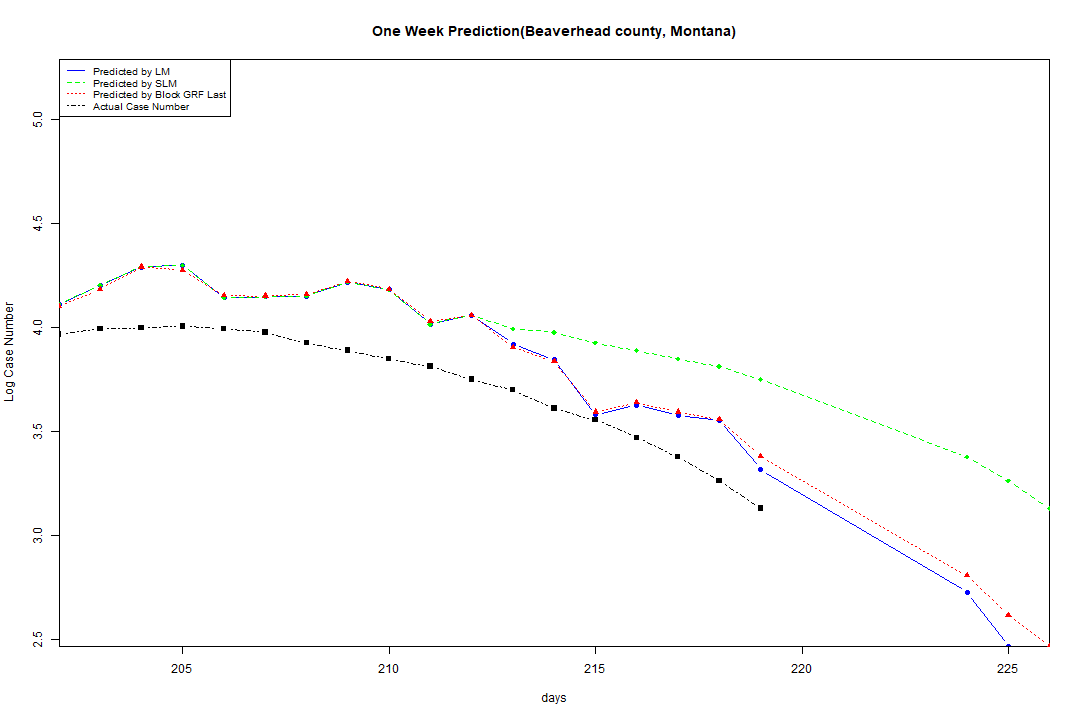 One Week Prediction(Beaverhead county, Montana)
Predicted by LM
Predicted by SLM
Predicted by Block GRF Last
Actual Case Number
5.0
4.5
4.0
3.5
3.0
2.5
Log Case Number
205
210
215
220
225
days